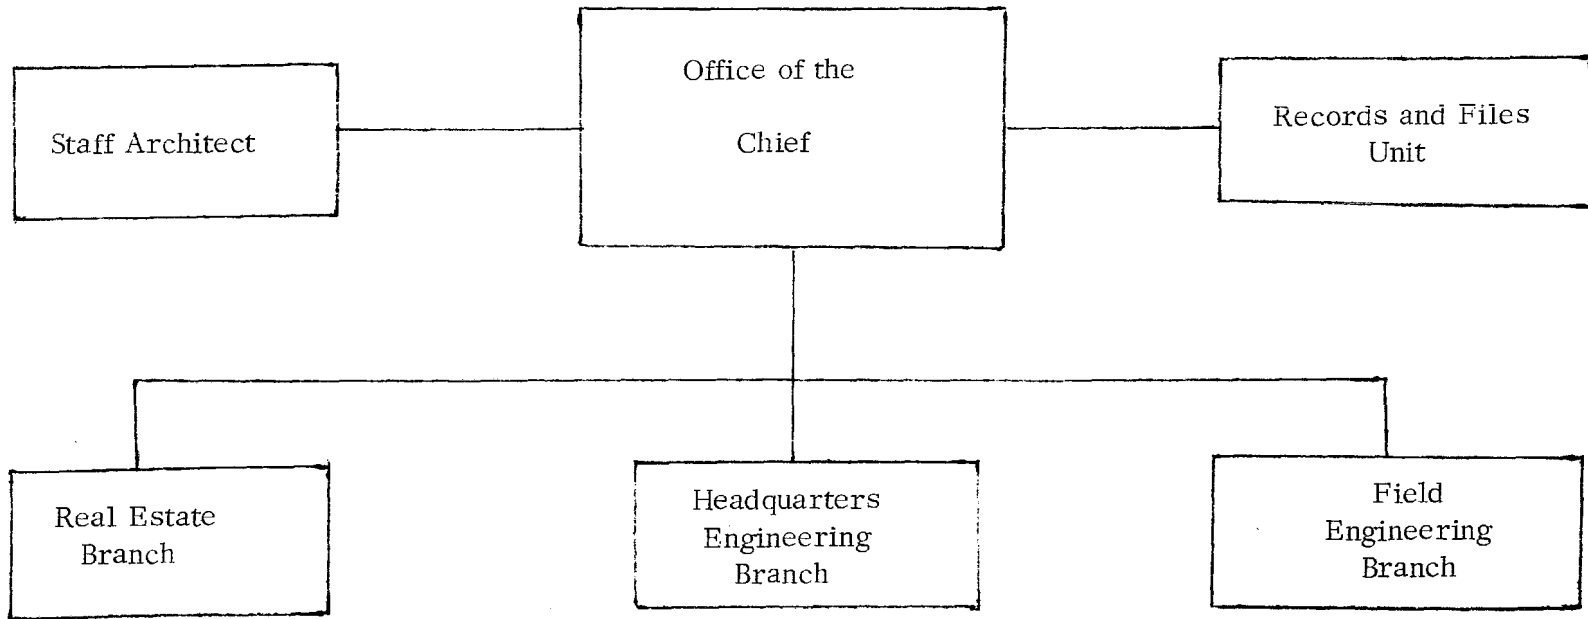 Office of the
Chief
Staff Architect
Records and Files
Unit
Real Estate
Branch
Headquarters
Engineering
Branch
Field
Engineering
Branch